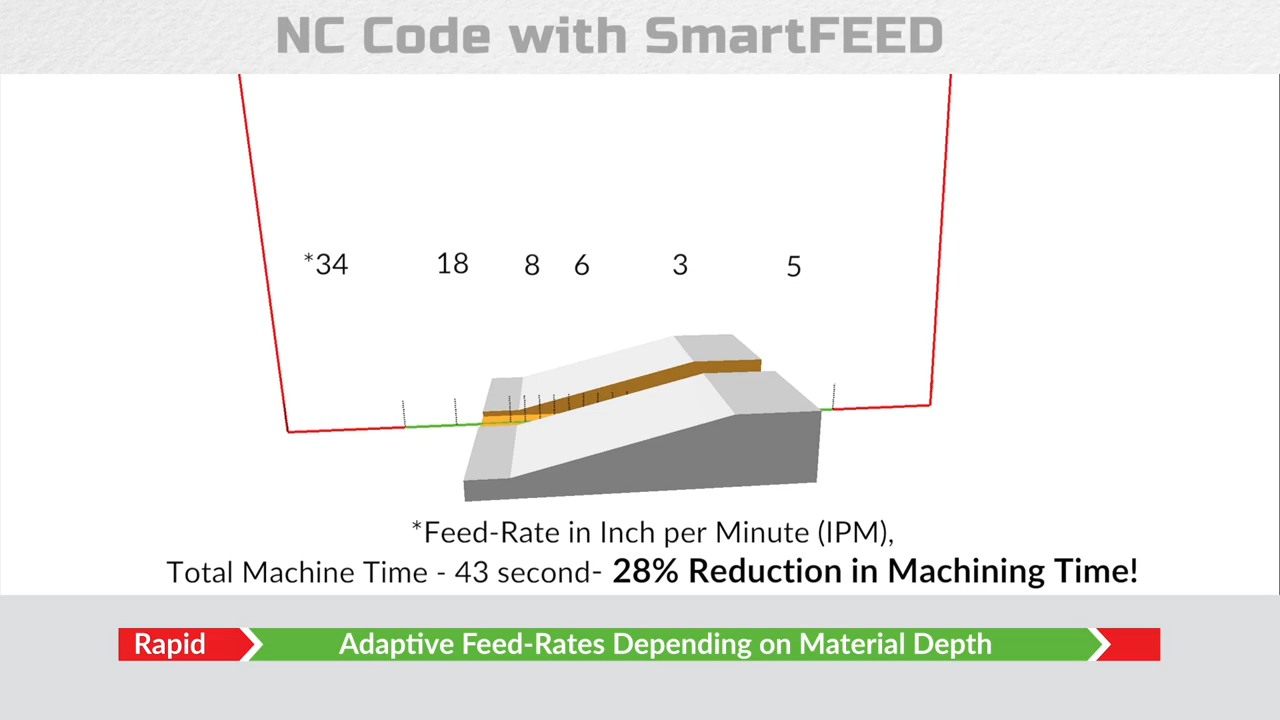 NC Code with SmartFEED
*34 18 8 6 3 5
*Feed-Rate in Inch per Minute (IPM),
Total Machine Time - 43 second- 28% Reduction in Machining Time!
Rapid Adaptive Feed-Rates Depending on Material Depth